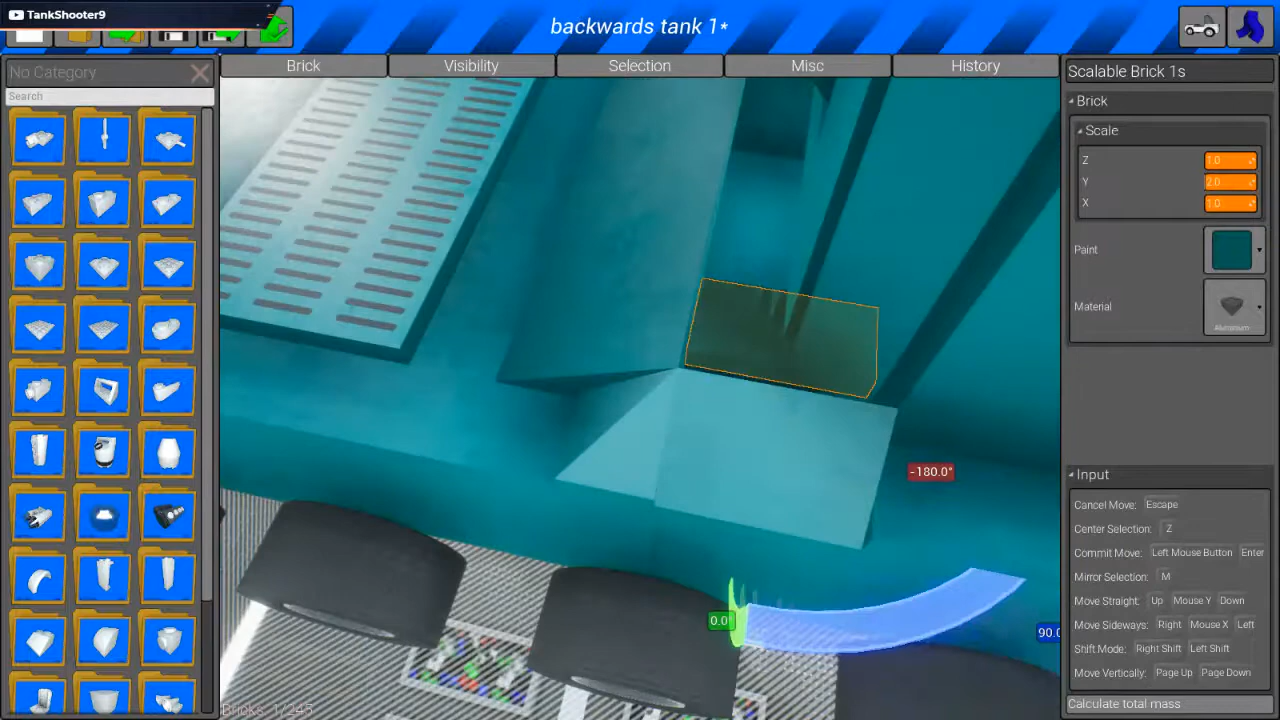 TankShooter9
backwards tank 1*
No Category
Search
Brick
Visibility
Selection
Misc
History
Scalable Brick 1s
Brick
Scale
Z 1.0
Y 2.0
X 1.0
Paint
Material
Aluminium
-180.0°
0.0°
90.0
Bricks: 1/245
Input
Cancel Move: Escape
Center Selection: Z
Commit Move: Left Mouse Button Enter
Mirror Selection: M
Move Straight: Up Mouse Y Down
Move Sideways: Right Mouse X Left
Shift Mode: Right Shift Left Shift
Move Vertically: Page Up Page Down
Calculate total mass